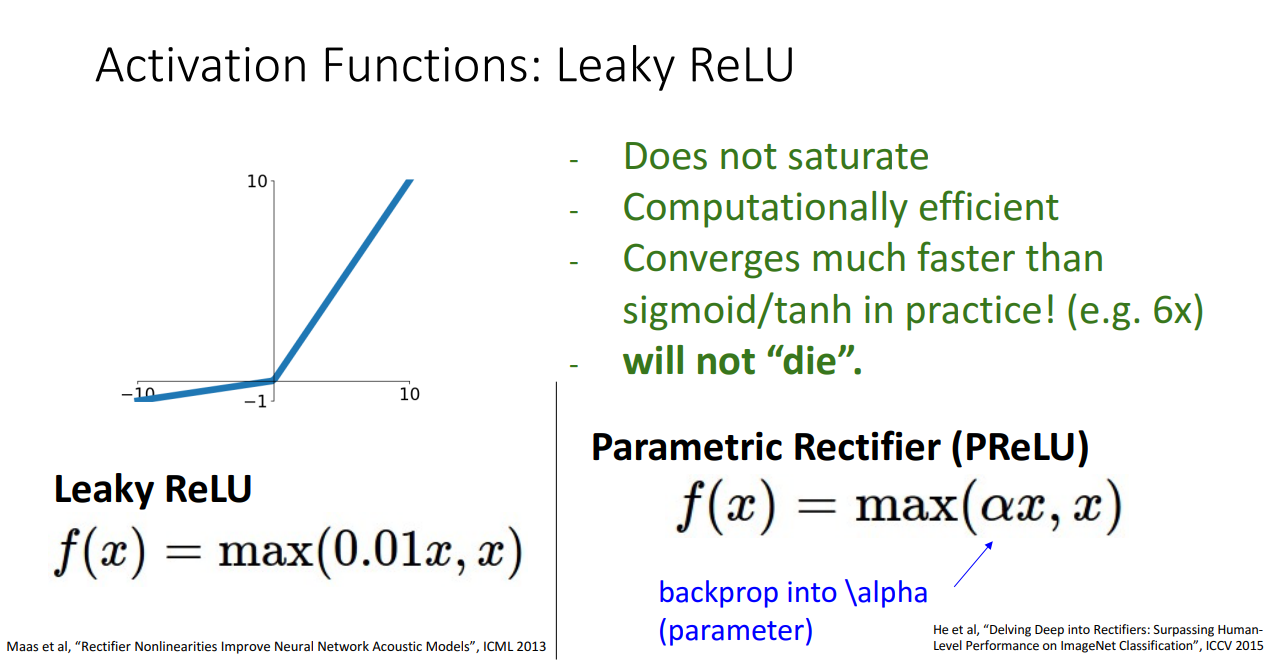 Activation Functions: Leaky ReLU
10
−10
−1
10
- Does not saturate
- Computationally efficient
- Converges much faster than
sigmoid/tanh in practice! (e.g. 6x)
- will not “die”.
Leaky ReLU
f(x) = max(0.01x, x)
Parametric Rectifier (PReLU)
f(x) = max(αx, x)
backprop into \alpha
(parameter)
Maas et al, “Rectifier Nonlinearities Improve Neural Network Acoustic Models”, ICML 2013
He et al, “Delving Deep into Rectifiers: Surpassing Human-
Level Performance on ImageNet Classification”, ICCV 2015